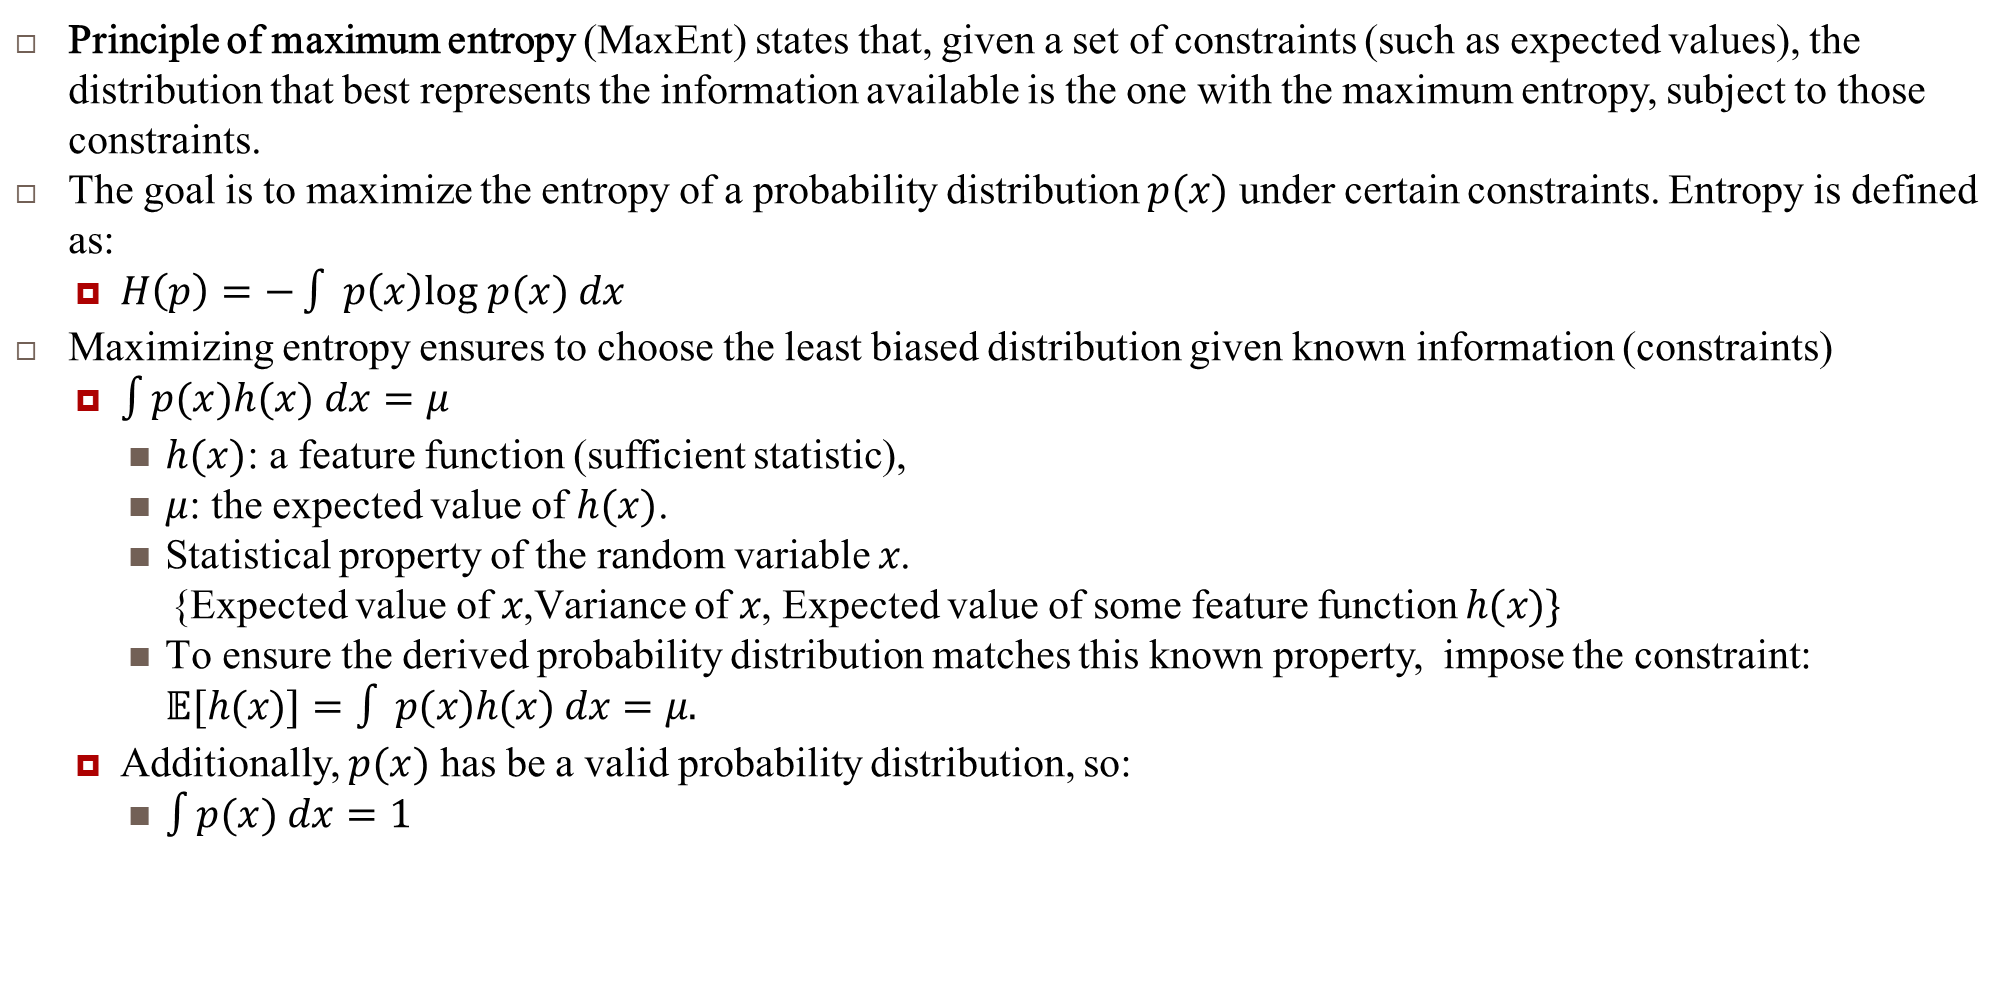 Principle of maximum entropy (MaxEnt) states that, given a set of constraints (such as expected values), the
distribution that best represents the information available is the one with the maximum entropy, subject to those
constraints.
The goal is to maximize the entropy of a probability distribution p(x) under certain constraints. Entropy is defined
as:
H(p) = − ∫ p(x)log p(x) dx
Maximizing entropy ensures to choose the least biased distribution given known information (constraints)
∫ p(x)h(x) dx = μ
h(x): a feature function (sufficient statistic),
μ: the expected value of h(x).
Statistical property of the random variable x.
{Expected value of x,Variance of x, Expected value of some feature function h(x)}
To ensure the derived probability distribution matches this known property, impose the constraint:
𝔼[h(x)] = ∫ p(x)h(x) dx = μ.
Additionally, p(x) has be a valid probability distribution, so:
∫ p(x) dx = 1